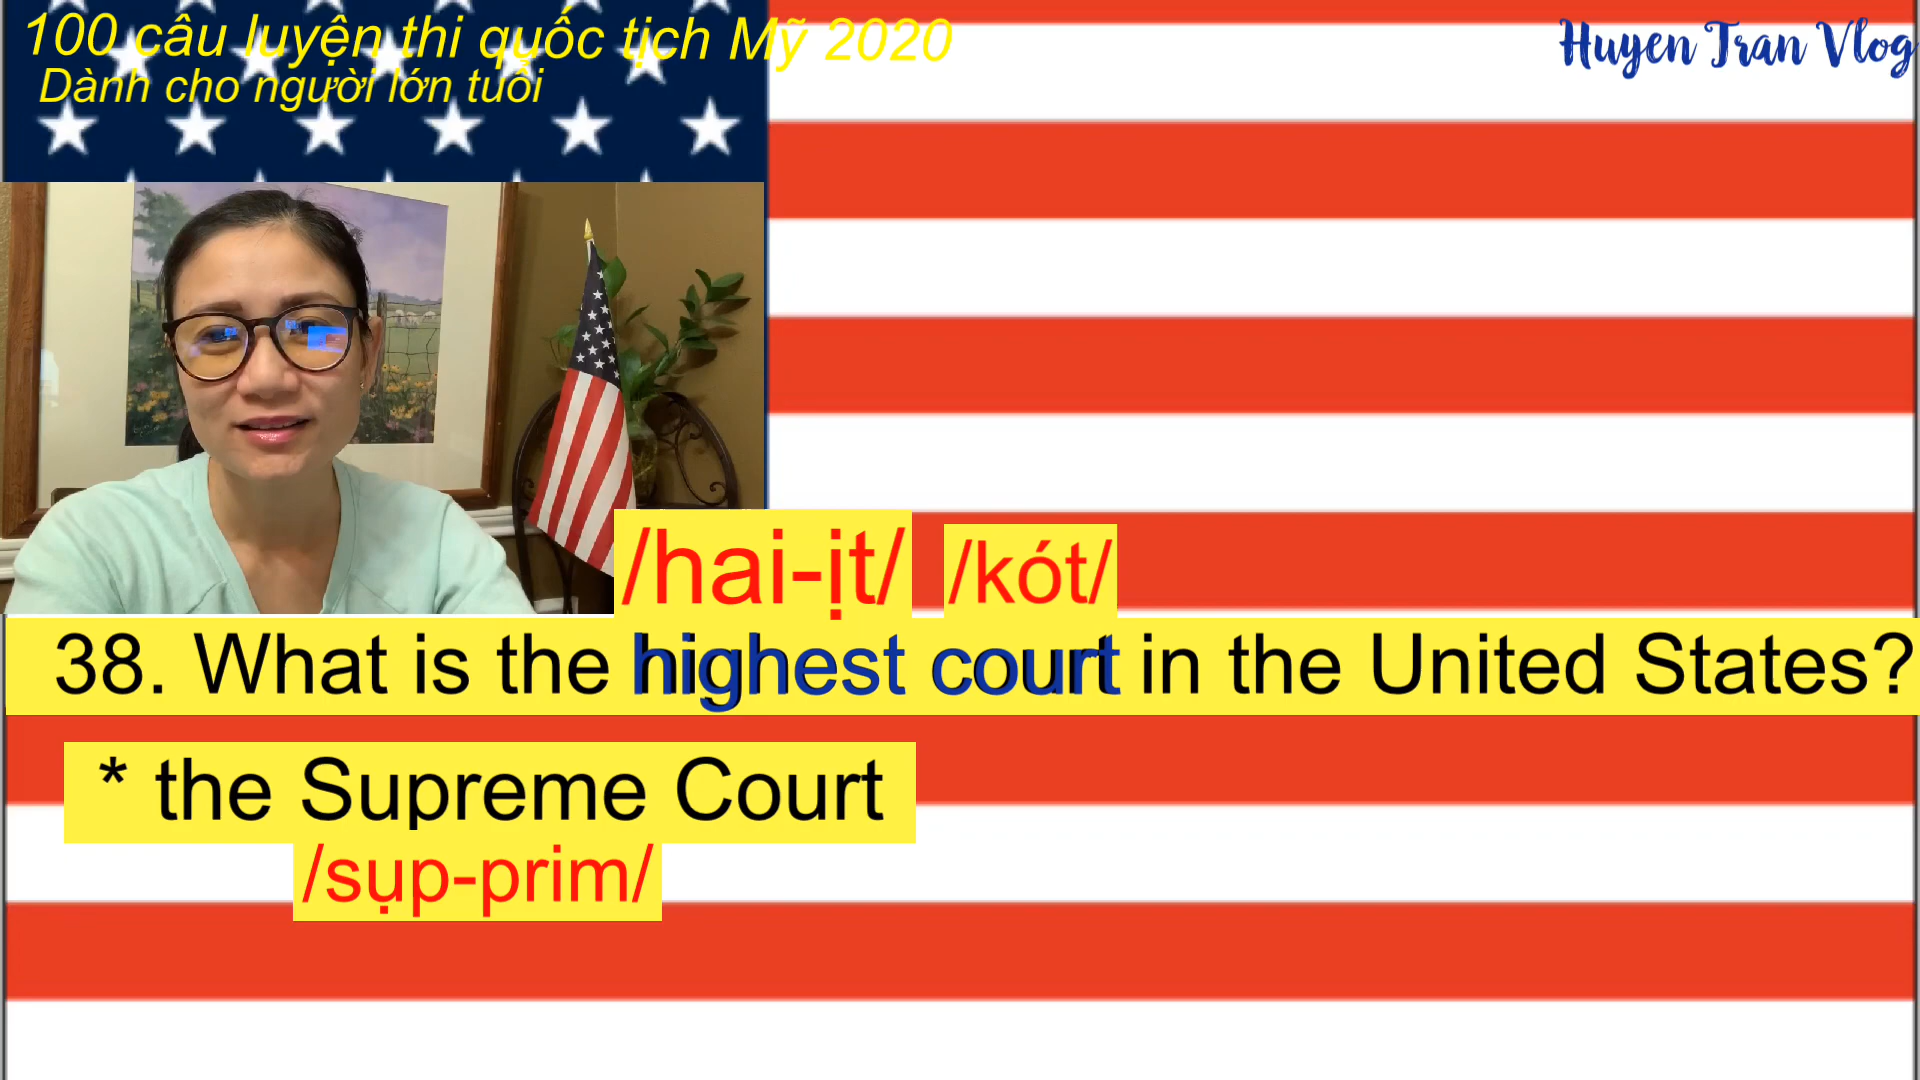 100 câu luyện thi quốc tịch Mỹ 2020
Dành cho người lớn tuổi
Huyen Tran Vlog
/hai-ịt/ /kót/
38. What is the highest court in the United States?
* the Supreme Court
/sụp-prim/